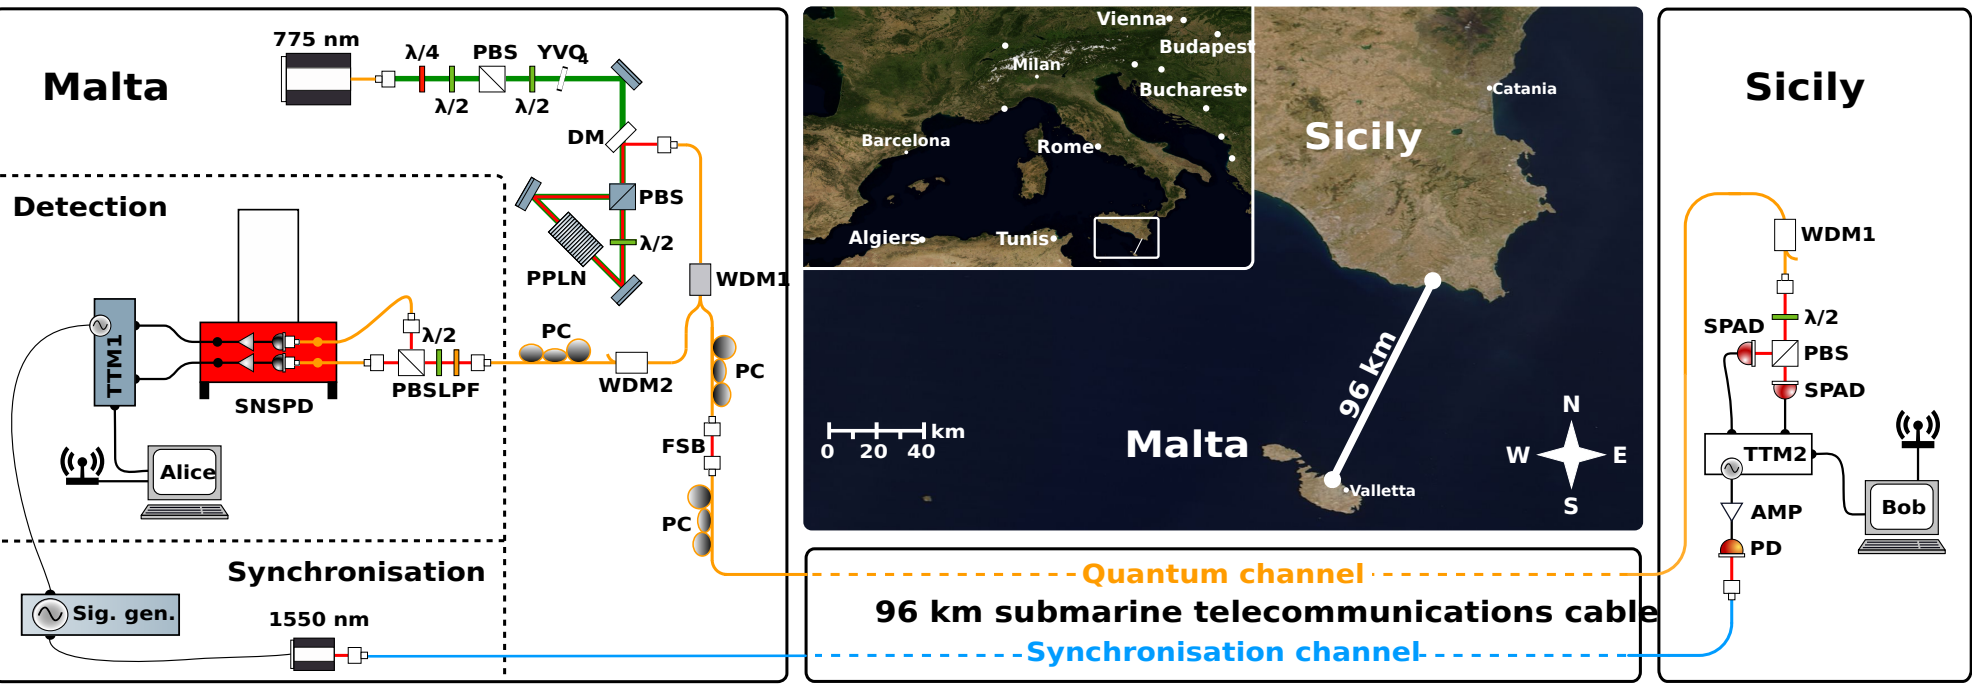 Malta
775 nm
λ/4
PBS
YVO4
λ/2
λ/2
DM
PBS
λ/2
PPLN
WDM1
Detection
TTM1
SNSPD
λ/2
PBS
LPF
PC
WDM2
PC
FSB
PC
Alice
Synchronisation
Sig. gen.
1550 nm
Vienna
Budapest
Milan
Bucharest
Barcelona
Rome
Algiers
Tunis
Catania
Sicily
96 km
km
0 20 40
Malta
Valletta
N
W
E
S
Quantum channel
96 km submarine telecommunications cable
Synchronisation channel
Sicily
WDM1
λ/2
SPAD
PBS
SPAD
TTM2
Bob
AMP
PD